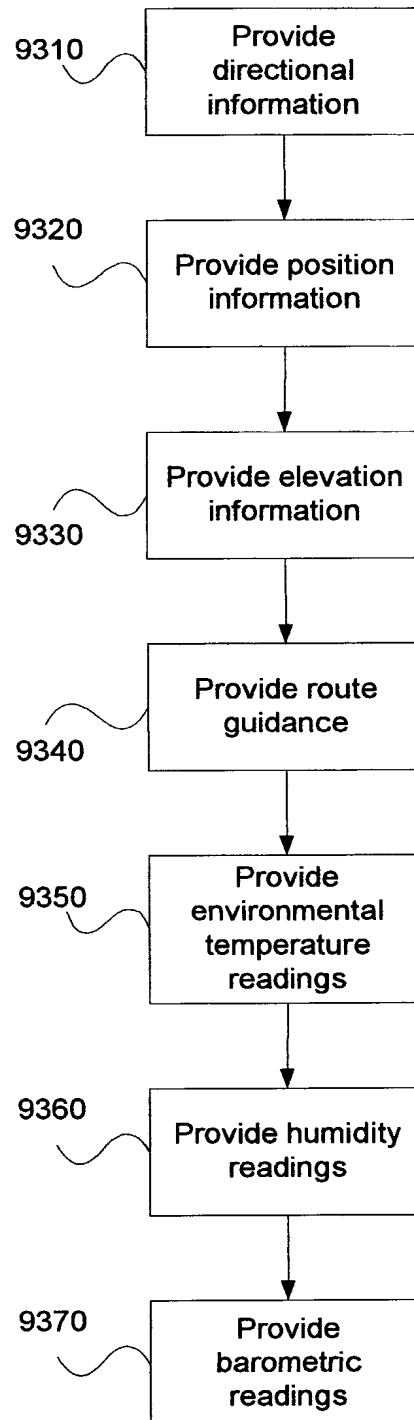 9310
Provide
directional
information
9320
Provide position
information
Provide elevation
information
9330
Provide route
guidance
9340
9350
Provide
environmental
temperature
readings
9360
Provide humidity
readings
9370
Provide
barometric
readings